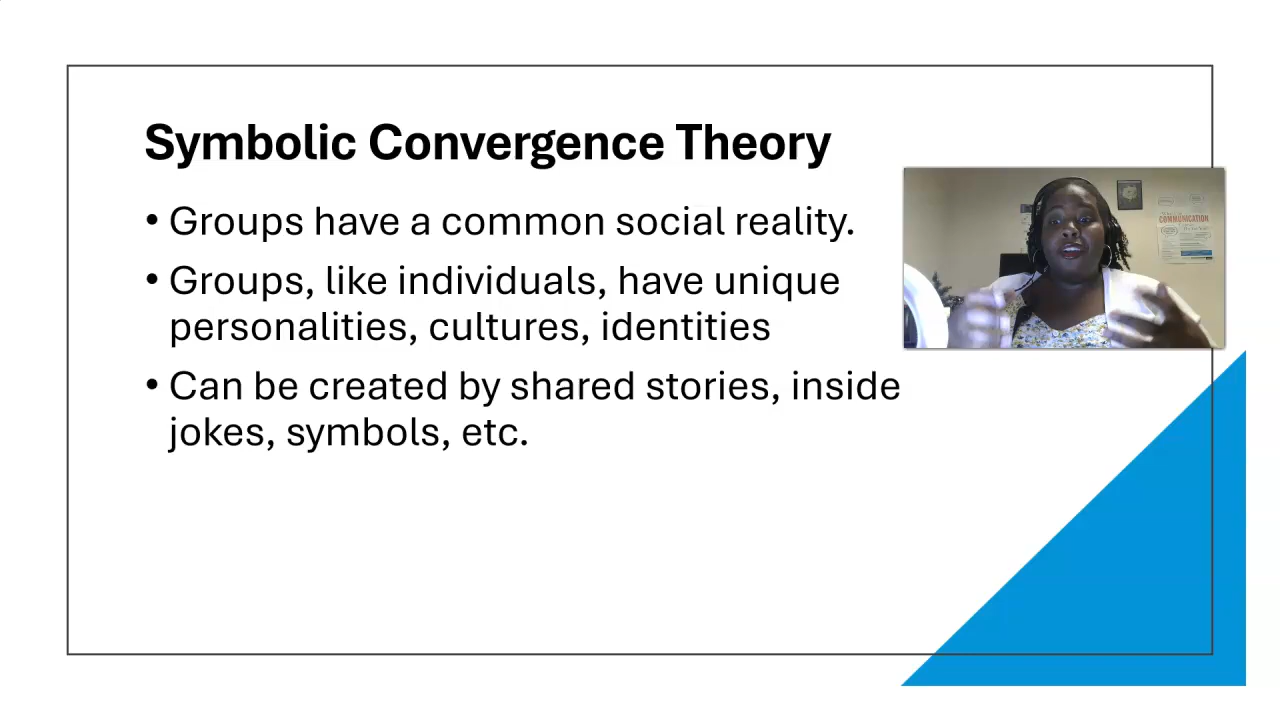 Symbolic Convergence Theory
• Groups have a common social reality.
• Groups, like individuals, have unique
personalities, cultures, identities
• Can be created by shared stories, inside
jokes, symbols, etc.
COMMUNICATION